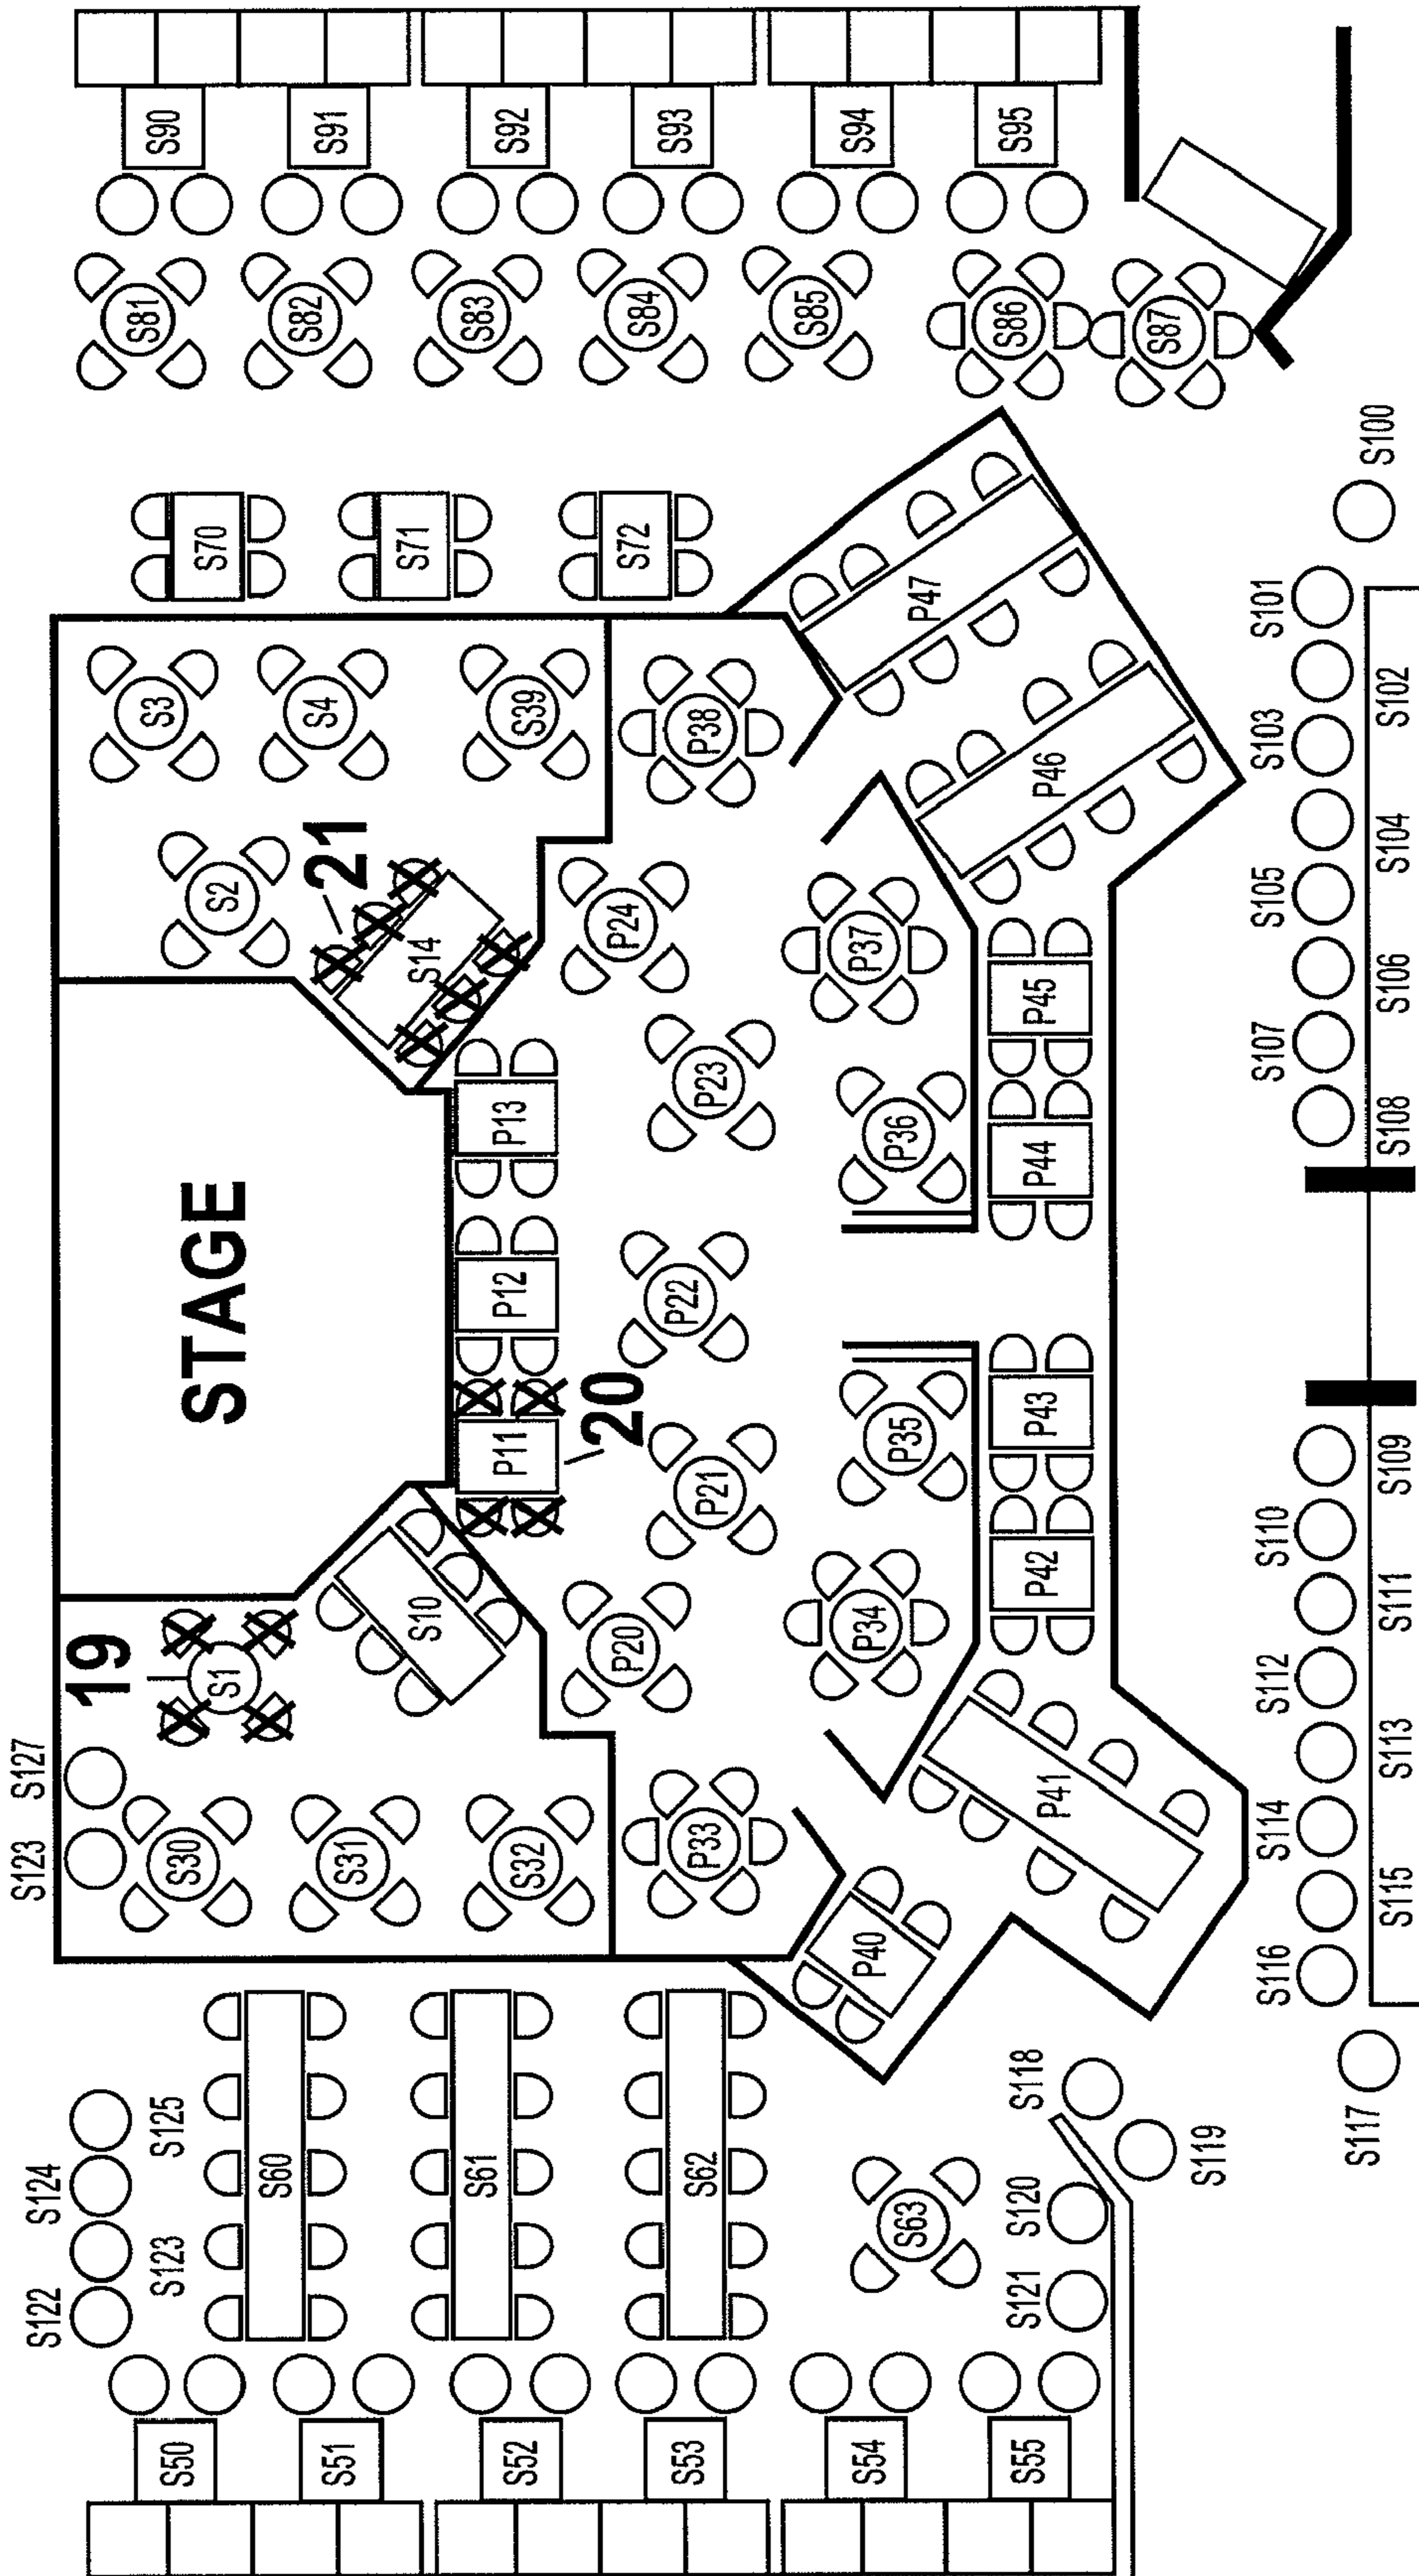 S90
S91
S92
S93
S94
S95
S81
S82
S83
S84
S85
S86
S87
S100
S70
S71
S72
S101
S102
S103
S104
S105
S106
S107
S108
S3
S4
S39
P38
P47
P46
S2
21
S14
P24
P37
P45
P13
P23
P36
P44
STAGE
P12
P22
20
P11
P21
P35
P43
S109
S110
S111
S112
S113
S114
S115
S116
19
S1
S10
P20
P34
P42
S127
S123
S30
S31
S32
P33
P41
P40
S117
S118
S119
S120
S121
S125
S124
S123
S122
S60
S61
S62
S63
S50
S51
S52
S53
S54
S55